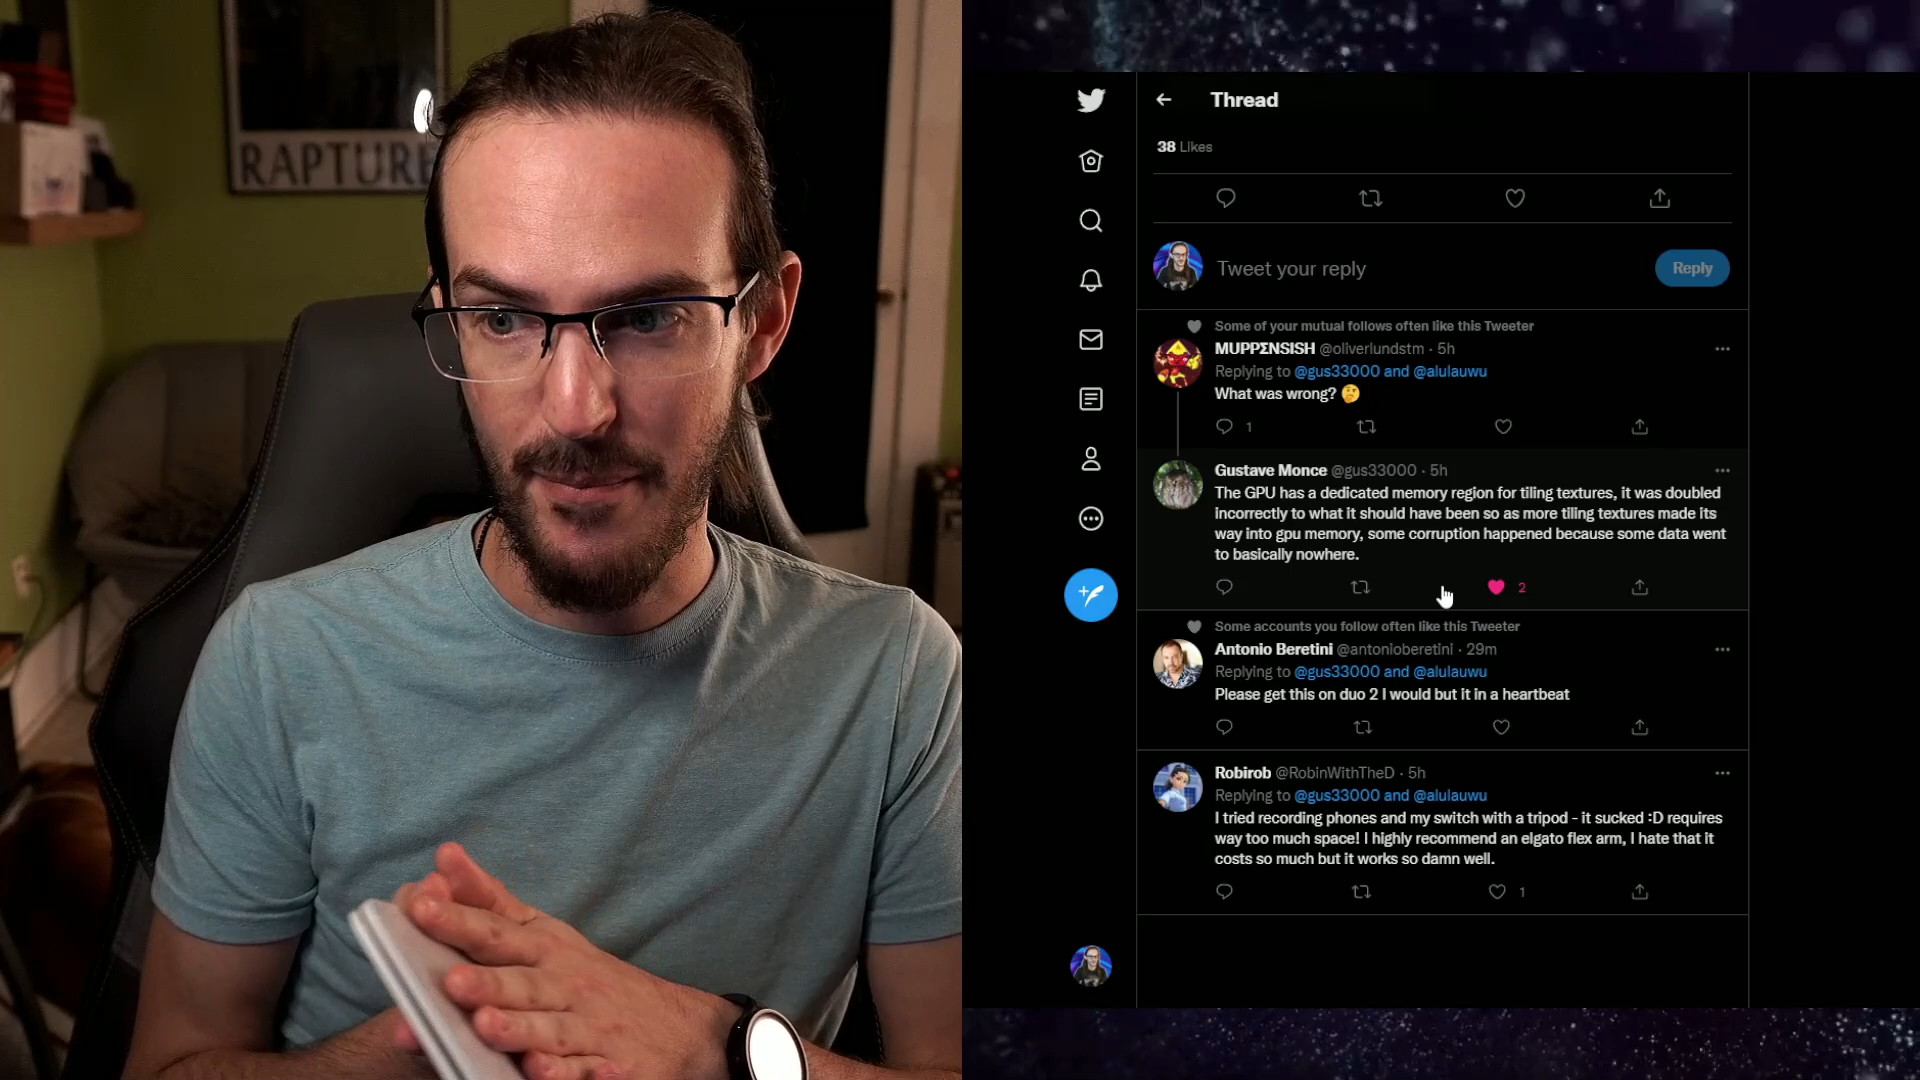 RAPTURE
Thread
38 Likes
Tweet your reply
Reply
Some of your mutual follows often like this Tweeter
MUPPΣNSISH @oliverlundstm · 5h
Replying to @gus33000 and @alulauwu
What was wrong? 🤔
1
Gustave Monce @gus33000 · 5h
The GPU has a dedicated memory region for tiling textures, it was doubled
incorrectly to what it should have been so as more tiling textures made its
way into gpu memory, some corruption happened because some data went
to basically nowhere.
2
Some accounts you follow often like this Tweeter
Antonio Beretini @antonioberetini · 29m
Replying to @gus33000 and @alulauwu
Please get this on duo 2 I would but it in a heartbeat
Robirob @RobinWithTheD · 5h
Replying to @gus33000 and @alulauwu
I tried recording phones and my switch with a tripod - it sucked :D requires
way too much space! I highly recommend an elgato flex arm, I hate that it
costs so much but it works so damn well.
1